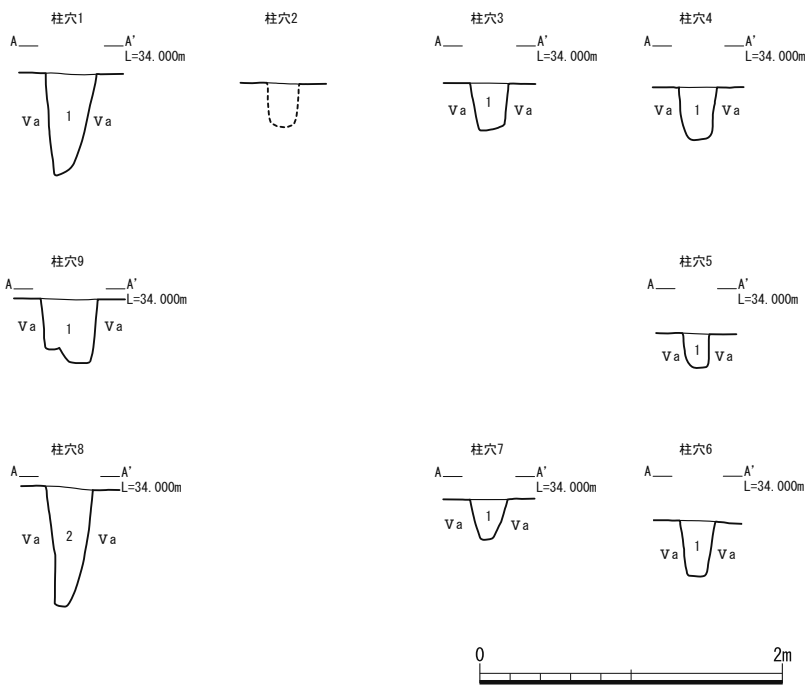 柱穴1
A A'
L=34.000m
Ⅴa 1 Ⅴa
柱穴2
柱穴3
A A'
L=34.000m
Ⅴa 1 Ⅴa
柱穴4
A A'
L=34.000m
Ⅴa 1 Ⅴa
柱穴9
A A'
L=34.000m
Ⅴa 1 Ⅴa
柱穴5
A A'
L=34.000m
Ⅴa 1 Ⅴa
柱穴8
A A'
L=34.000m
Ⅴa 2 Ⅴa
柱穴7
A A'
L=34.000m
Ⅴa 1 Ⅴa
柱穴6
A A'
L=34.000m
Ⅴa 1 Ⅴa
0 2m